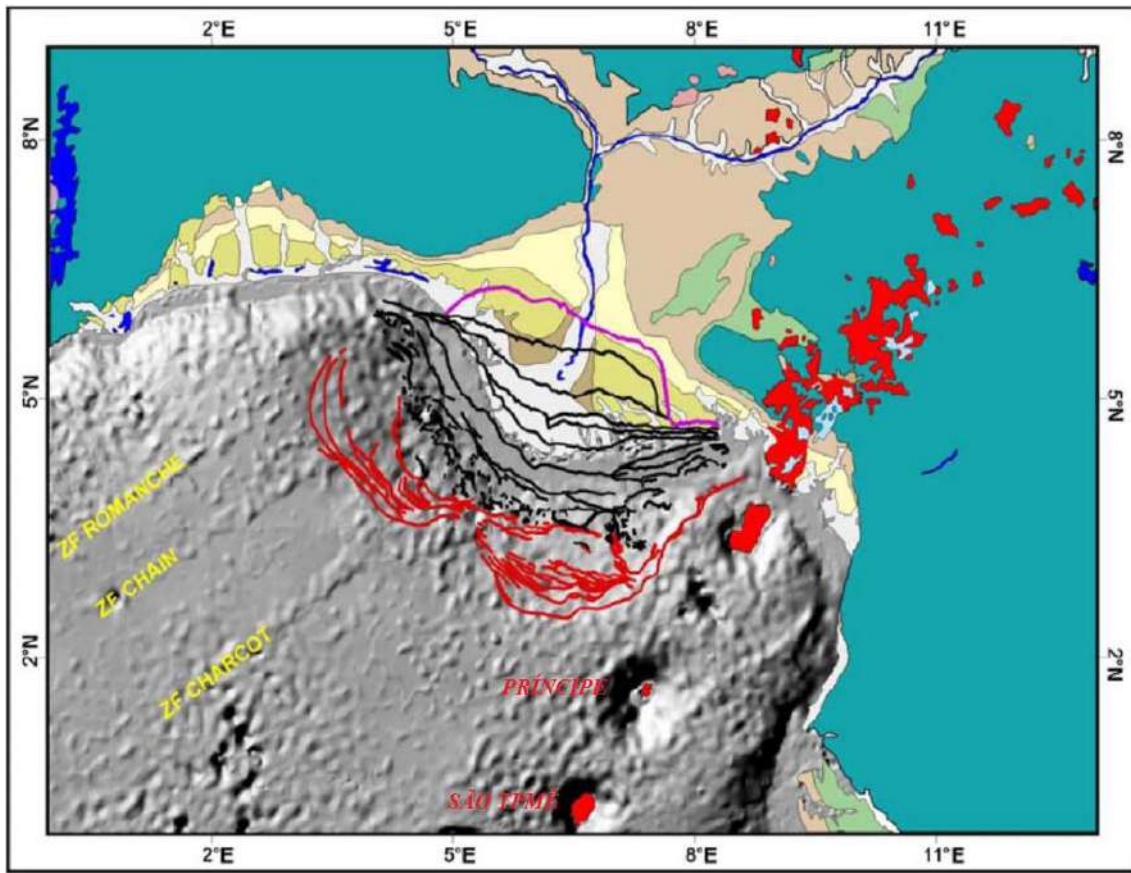 2°E 5°E 8°E 11°E
8°N 8°N
5°N 5°N
ZF ROMANCHE
ZF CHAIN
2°N 2°N
ZF CHARCOT
PRÍNCIPE
SÃO TPMÉ
2°E 5°E 8°E 11°E